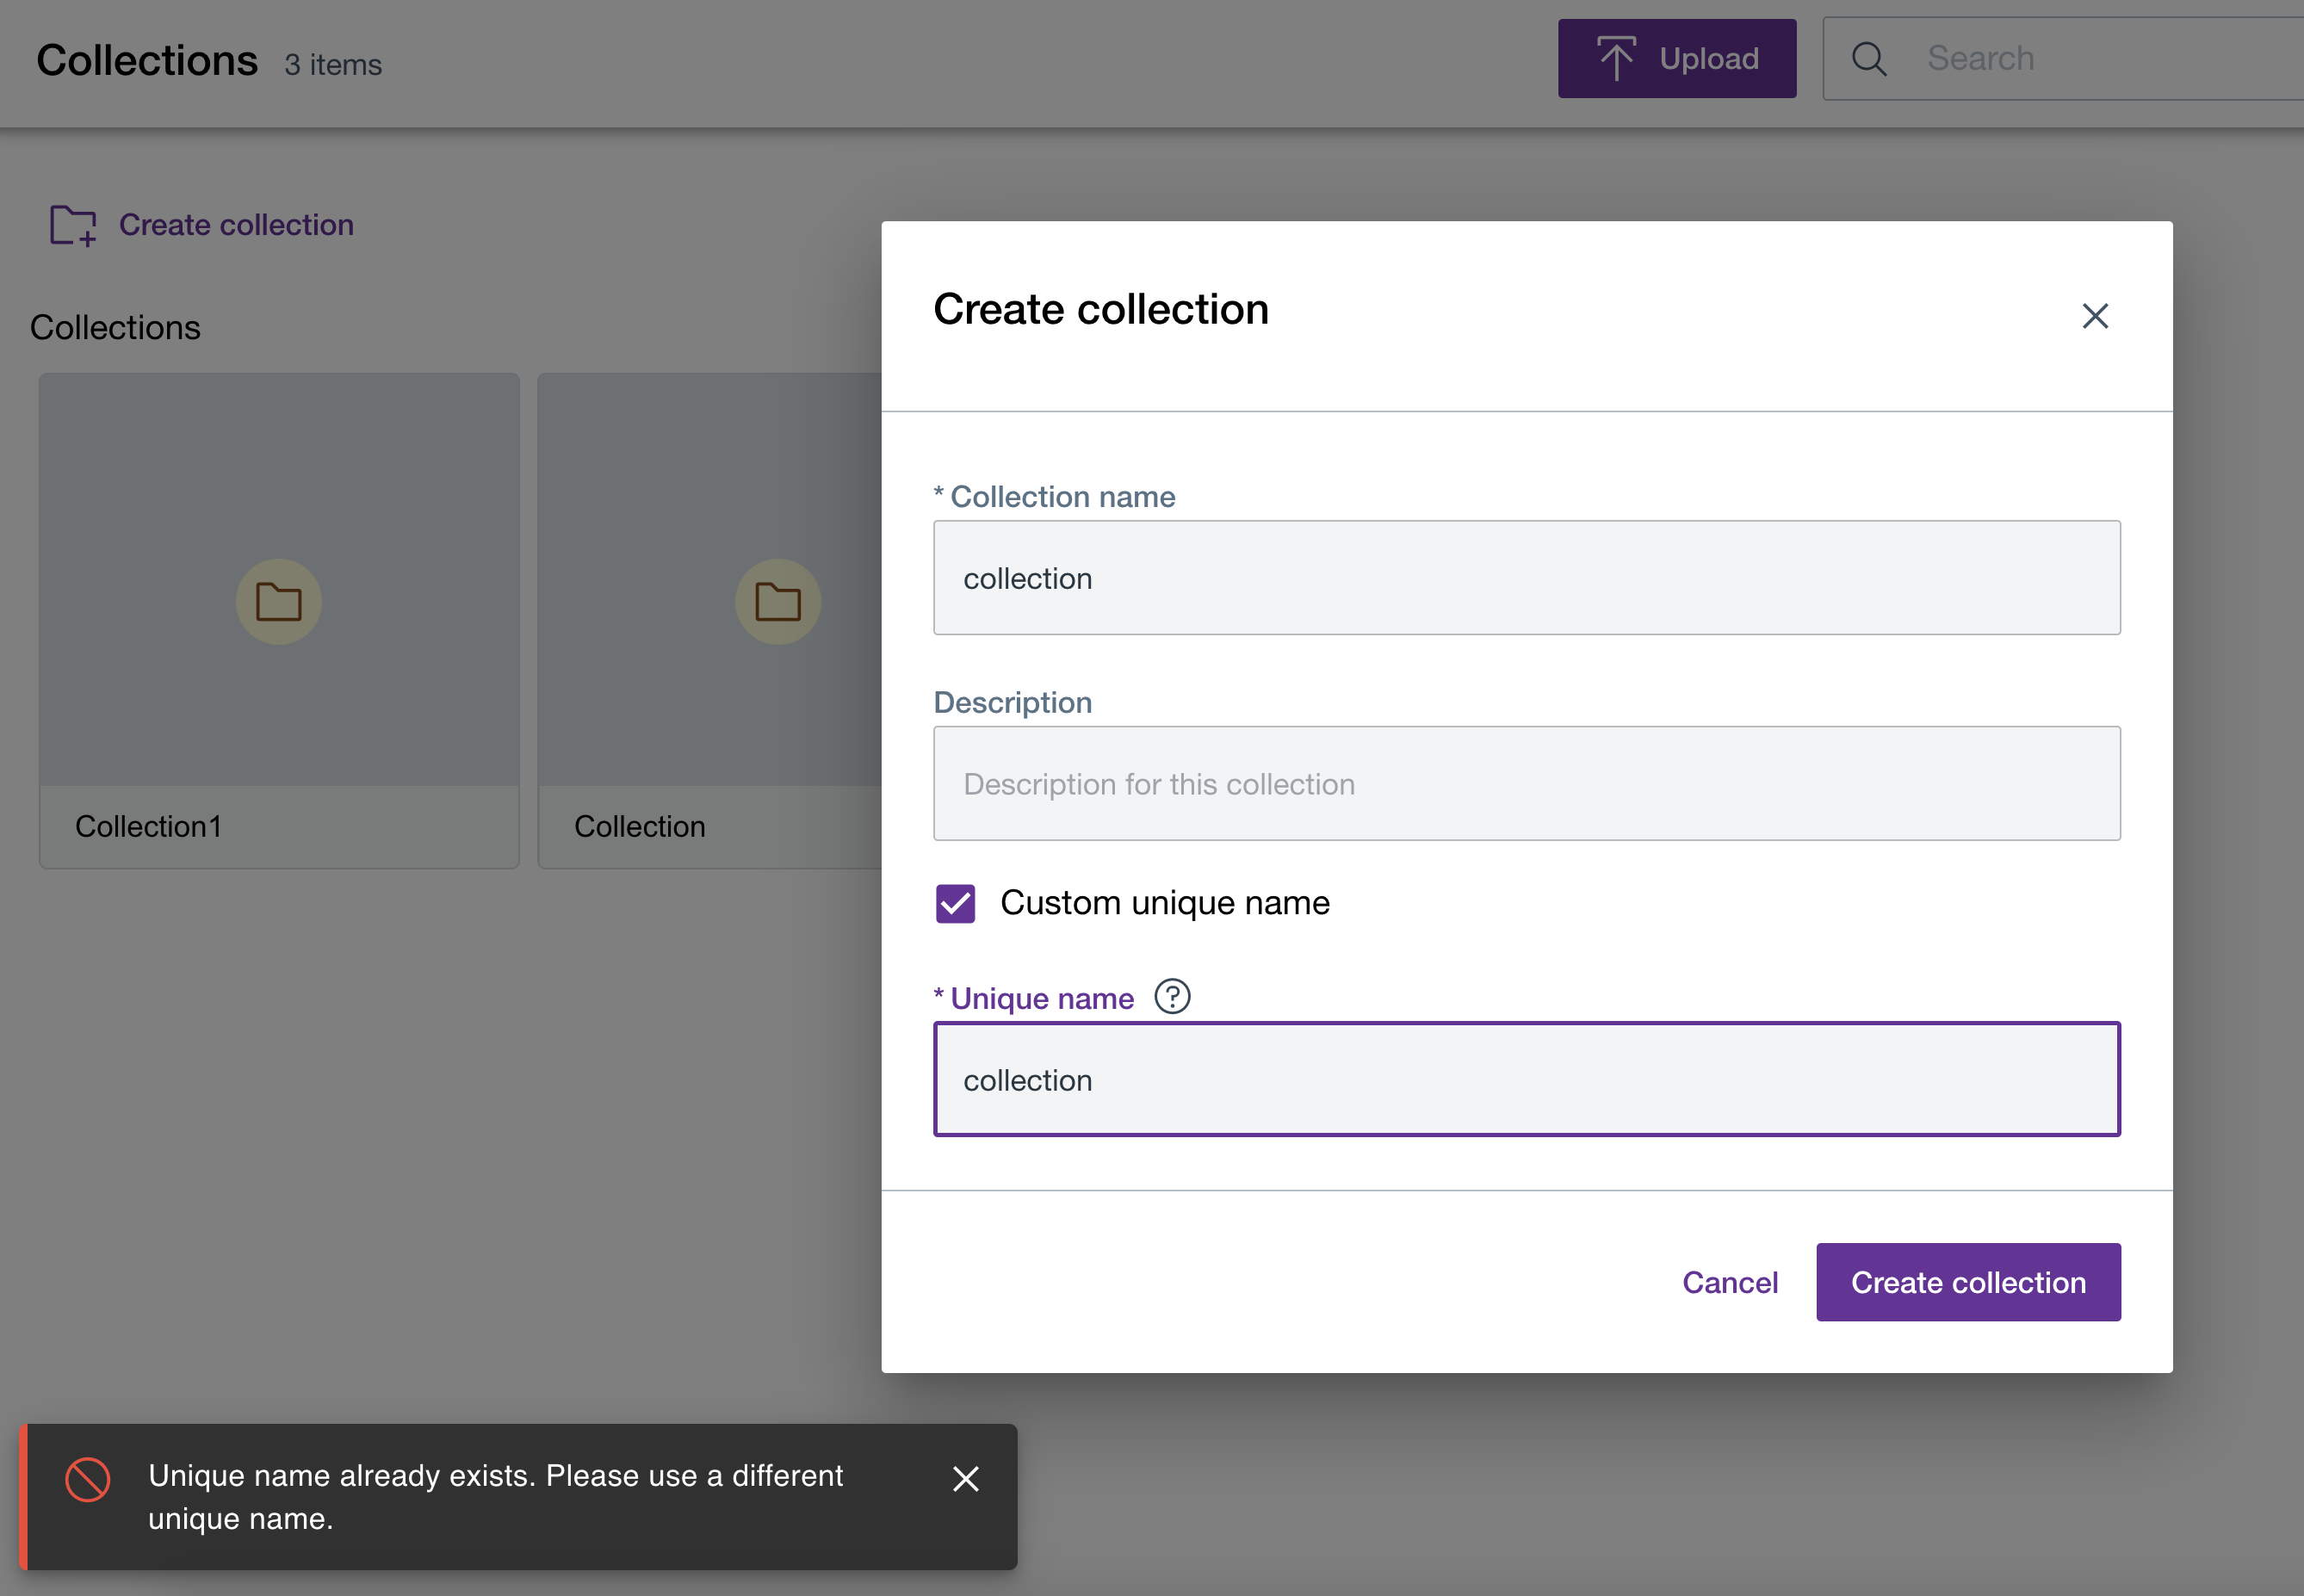 Collections 3 items
Upload
Search
Create collection
Collections
Collection1
Collection
Create collection
* Collection name
collection
Description
Description for this collection
Custom unique name
* Unique name ?
collection
Cancel
Create collection
Unique name already exists. Please use a different
unique name.